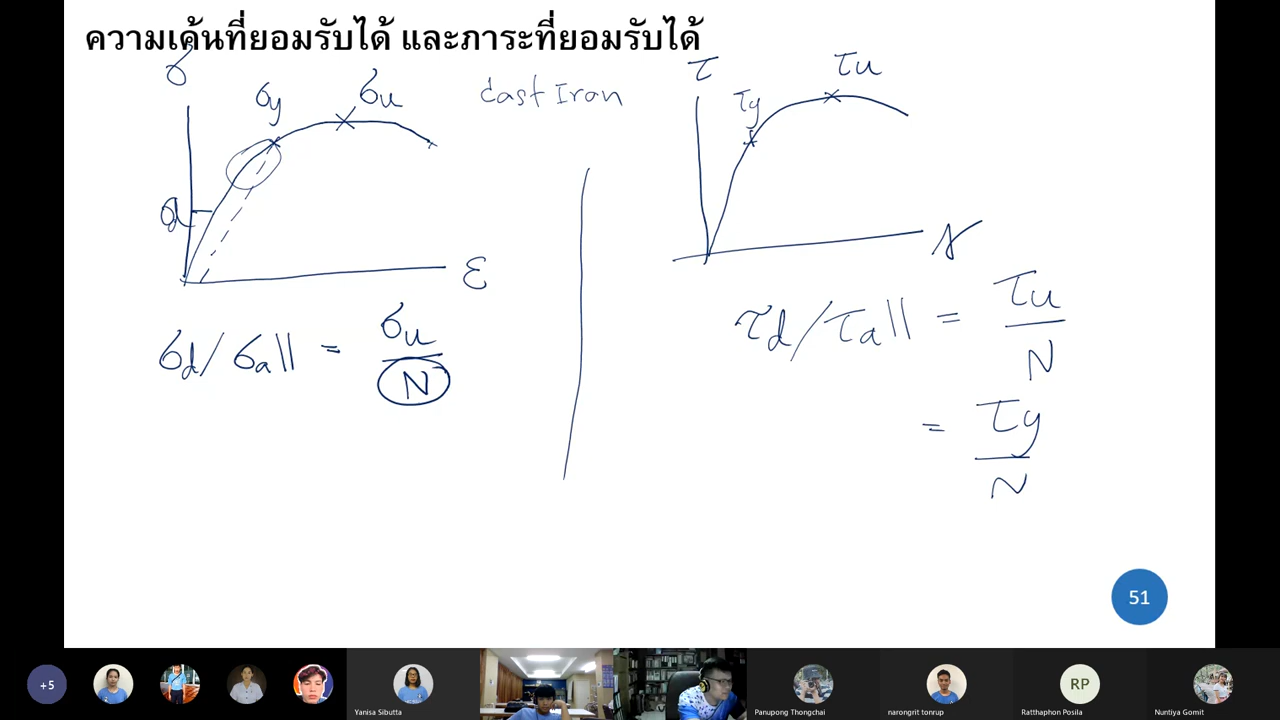 ความเค้นที่ยอมรับได้ และภาระที่ยอมรับได้
σ
σy
σu
Cast Iron
τ
τy
τu
σd
ε
γ
σd/σall = σu/N
τd/τall = τu/N
= τy/N
51
+5
Yanisa Sibutta
Panupong Thongchai
narongrit tonrup
RP
Ratthaphon Posila
Nuntiya Gomit